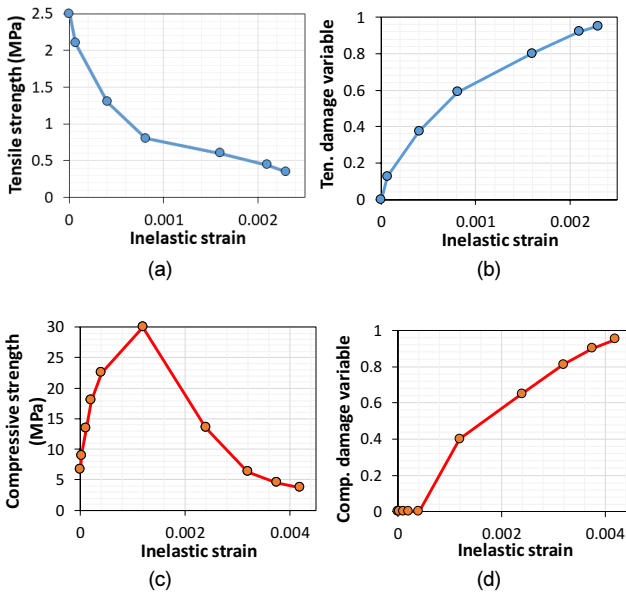 Tensile strength (MPa)
2.5
2
1.5
1
0.5
0
0
0.001
0.002
Inelastic strain
(a)
Ten. damage variable
1
0.8
0.6
0.4
0.2
0
0
0.001
0.002
Inelastic strain
(b)
Compressive strength
(MPa)
30
25
20
15
10
5
0
0
0.002
0.004
Inelastic strain
(c)
Comp. damage variable
1
0.8
0.6
0.4
0.2
0
0
0.002
0.004
Inelastic strain
(d)